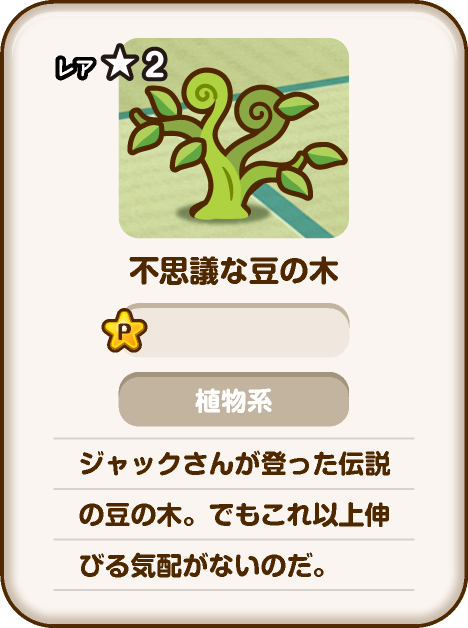 レア★2
不思議な豆の木
P
植物系
ジャックさんが登った伝説
の豆の木。でもこれ以上伸
びる気配がないのだ。